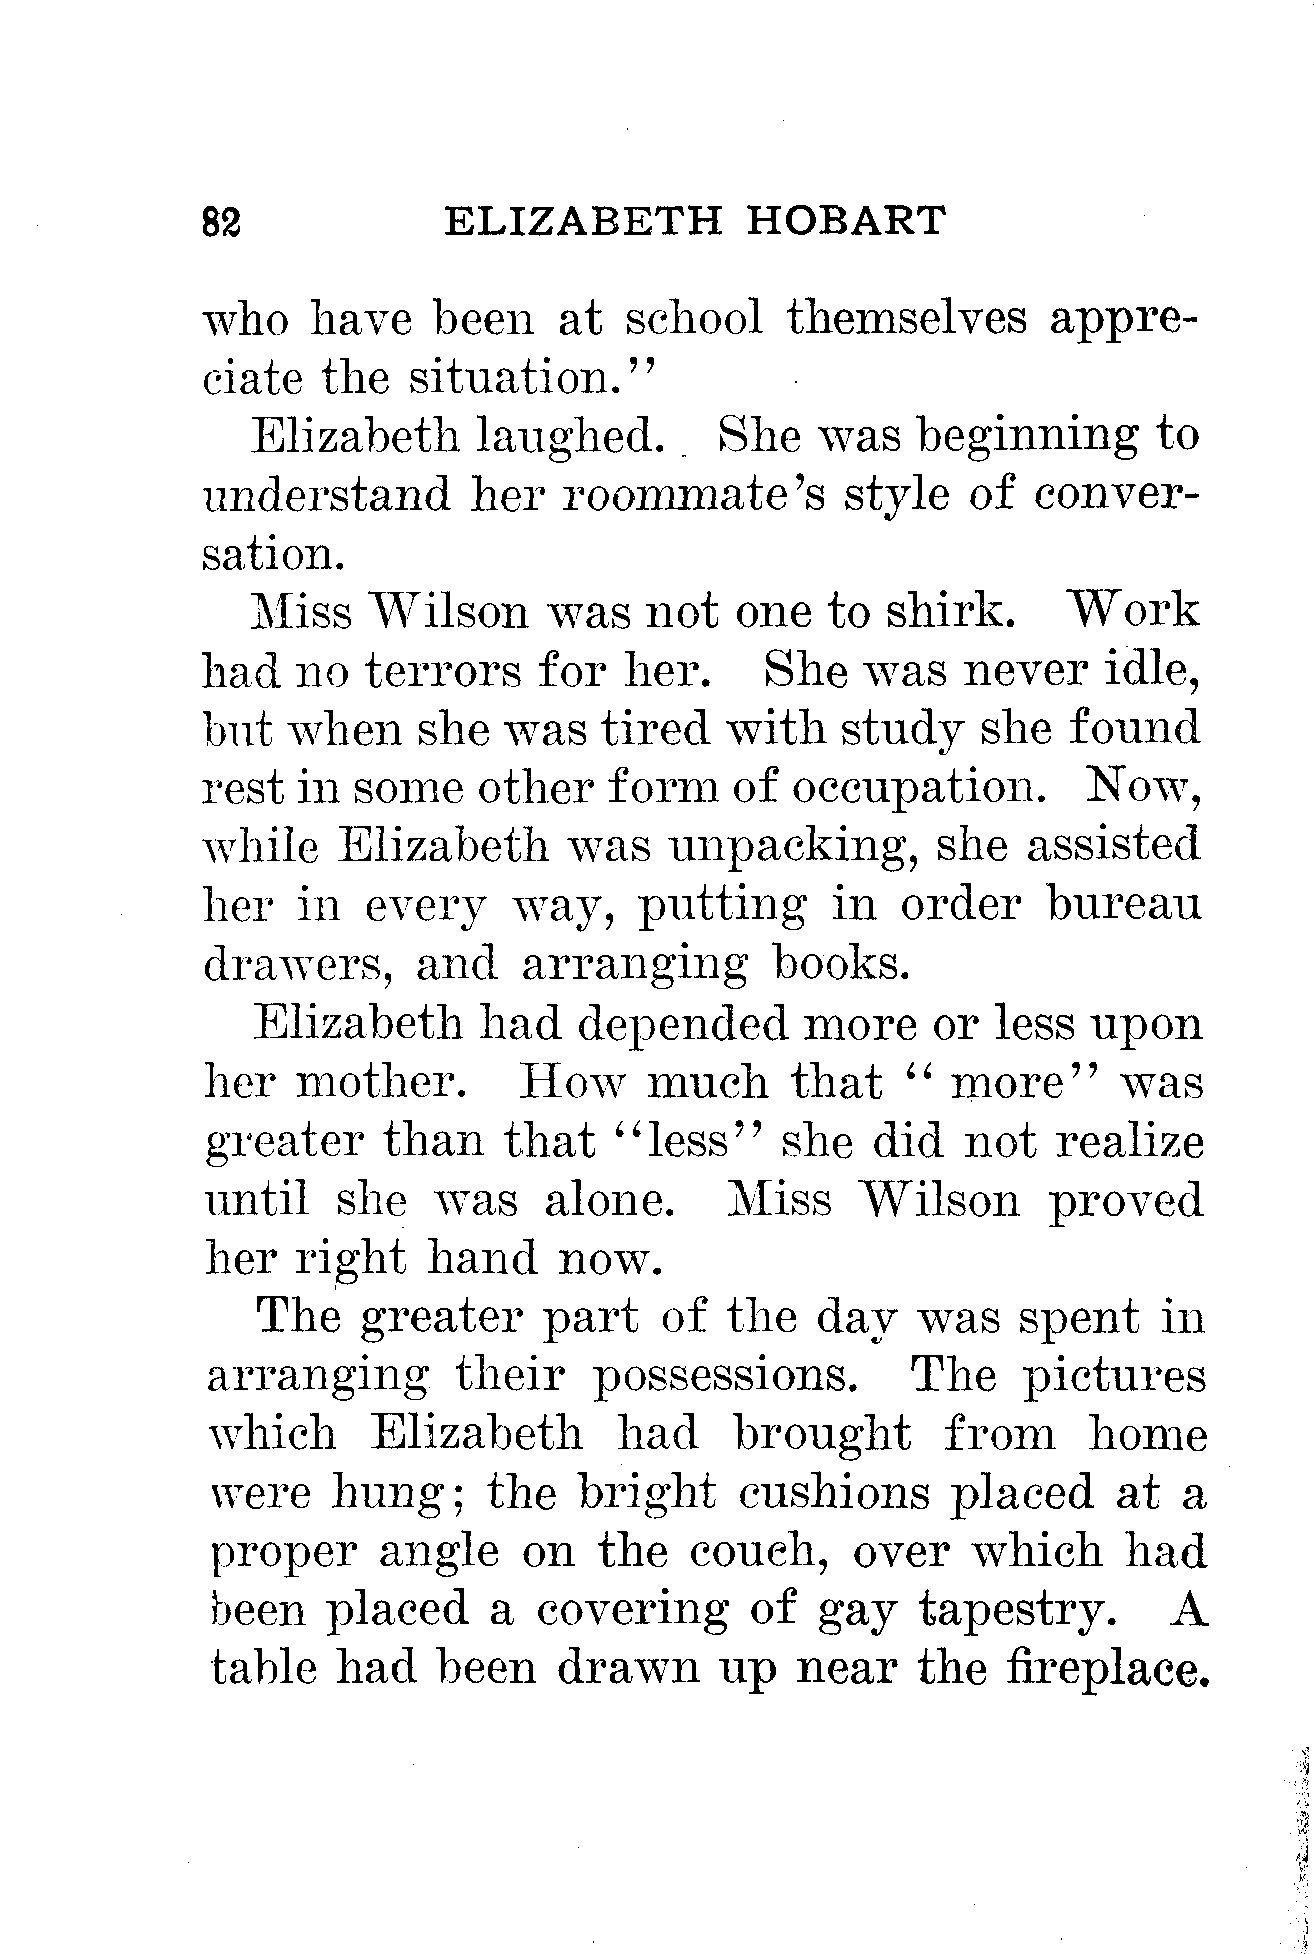 82 ELIZABETH HOBART
who have been at school themselves appre-
ciate the situation.’’
Elizabeth laughed. She was beginning to
understand her roommate’s style of conver-
sation.
Miss Wilson was not one to shirk. Work
had no terrors for her. She was never idle,
but when she was tired with study she found
rest in some other form of occupation. Now,
while Elizabeth was unpacking, she assisted
her in every way, putting in order bureau
drawers, and arranging books.
Elizabeth had depended more or less upon
her mother. How much that ‘‘ more’’ was
greater than that ‘‘less’’ she did not realize
until she was alone. Miss Wilson proved
her right hand now.
The greater part of the day was spent in
arranging their possessions. The pictures
which Elizabeth had brought from home
were hung; the bright cushions placed at a
proper angle on the couch, over which had
been placed a covering of gay tapestry. A
table had been drawn up near the fireplace.